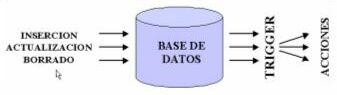 INSERCION
ACTUALIZACION
BORRADO
BASE DE
DATOS
TRIGGER
ACCIONES